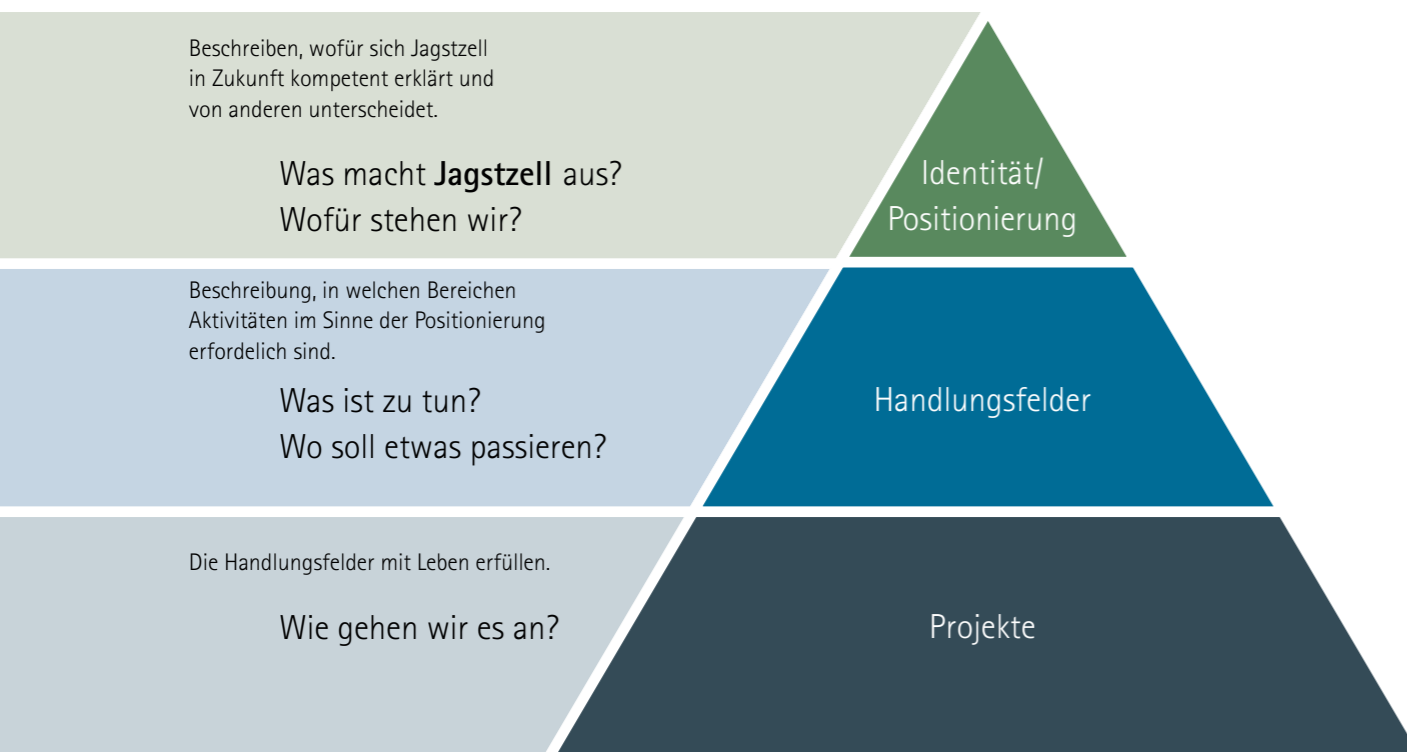 Beschreiben, wofür sich Jagstzell
in Zukunft kompetent erklärt und
von anderen unterscheidet.
Was macht Jagstzell aus?
Wofür stehen wir?
Identität/
Positionierung
Beschreibung, in welchen Bereichen
Aktivitäten im Sinne der Positionierung
erfordelich sind.
Was ist zu tun?
Wo soll etwas passieren?
Handlungsfelder
Die Handlungsfelder mit Leben erfüllen.
Wie gehen wir es an?
Projekte